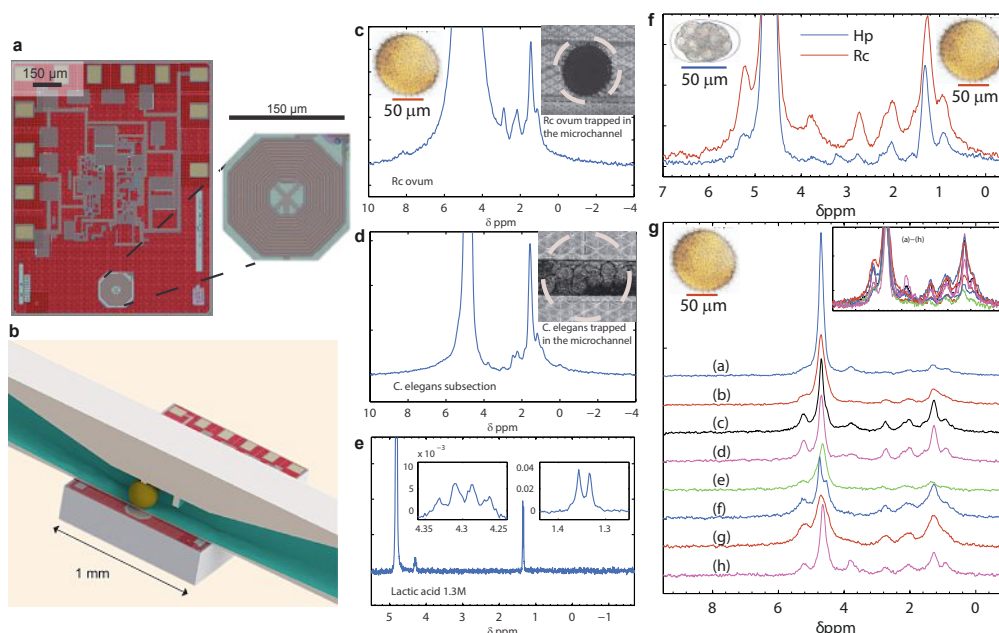 a
150 µm
150 µm
b
1 mm
c
50 µm
Rc ovum trapped in
the microchannel
Rc ovum
10 8 6 4 2 0 −2 −4
δ ppm
d
C. elegans trapped
in the microchannel
C. elegans subsection
10 8 6 4 2 0 −2 −4
δ ppm
e
x 10⁻³
10
5
0
4.35 4.3 4.25
0.04
0.02
0
1.4 1.3
Lactic acid 1.3M
5 4 3 2 1 0 -1
δ ppm
f
50 µm
Hp
Rc
50 µm
7 6 5 4 3 2 1 0
δppm
g
50 µm
(a)−(h)
(a)
(b)
(c)
(d)
(e)
(f)
(g)
(h)
8 6 4 2 0
δppm